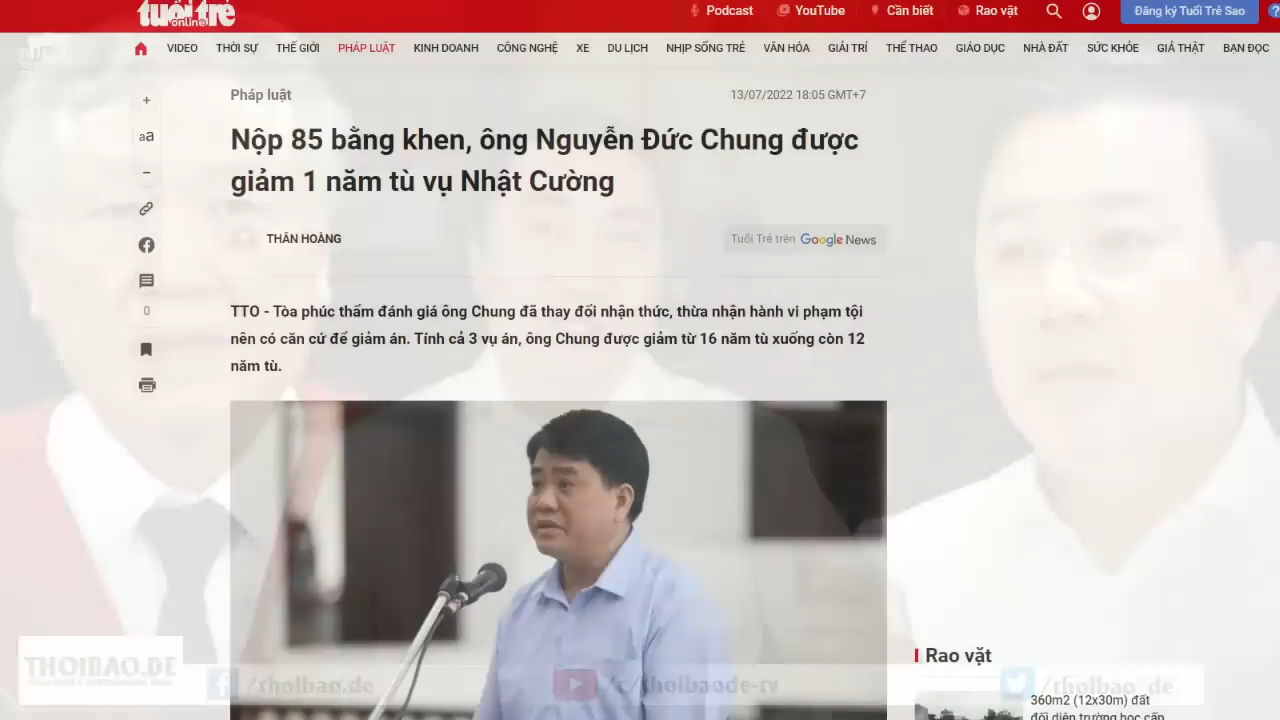 tuổi trẻ
online
Podcast
YouTube
Cần biết
Rao vặt
Đăng ký Tuổi Trẻ Sao
VIDEO
THỜI SỰ
THẾ GIỚI
PHÁP LUẬT
KINH DOANH
CÔNG NGHỆ
XE
DU LỊCH
NHỊP SỐNG TRẺ
VĂN HÓA
GIẢI TRÍ
THỂ THAO
GIÁO DỤC
NHÀ ĐẤT
SỨC KHỎE
GIẢ THẬT
BẠN ĐỌC
+
aa
−
0
Pháp luật
13/07/2022 18:05 GMT+7
Nộp 85 bằng khen, ông Nguyễn Đức Chung được
giảm 1 năm tù vụ Nhật Cường
THÂN HOÀNG
Tuổi Trẻ trên Google News
TTO - Tòa phúc thẩm đánh giá ông Chung đã thay đổi nhận thức, thừa nhận hành vi phạm tội
nên có căn cứ để giảm án. Tính cả 3 vụ án, ông Chung được giảm từ 16 năm tù xuống còn 12
năm tù.
Rao vặt
360m2 (12x30m) đất
đối diện trường học cấp
THOIBAO.DE
/thoibao.de
/c/thoibaode-tv
/thoibao_de